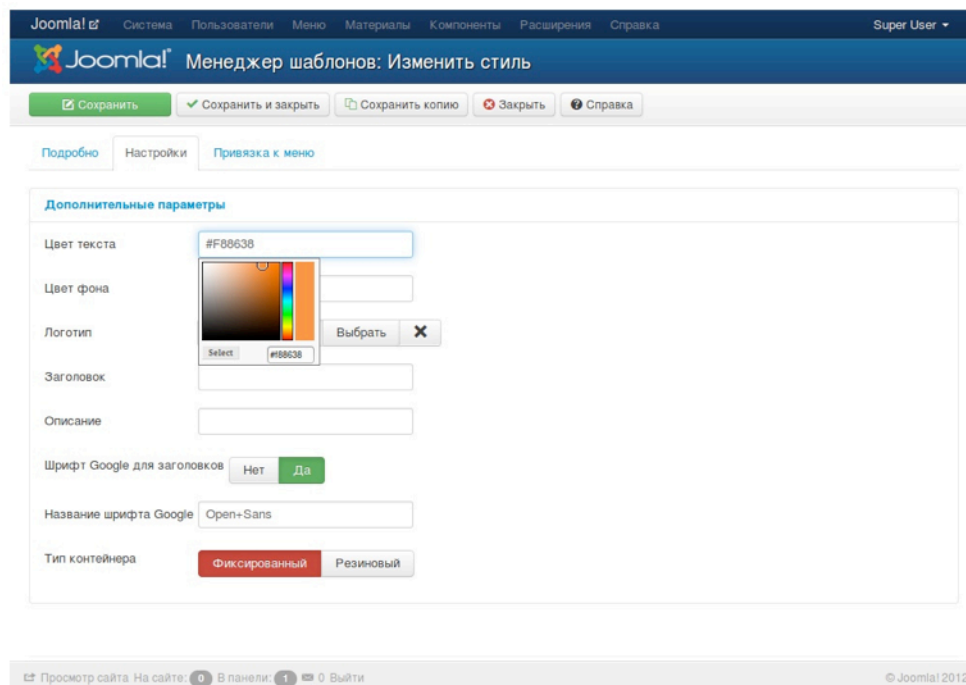 Joomla! Система Пользователи Меню Материалы Компоненты Расширения Справка Super User
Joomla! Менеджер шаблонов: Изменить стиль
Сохранить Сохранить и закрыть Сохранить копию Закрыть Справка
Подробно Настройки Привязка к меню
Дополнительные параметры
Цвет текста #F88638
Цвет фона
Логотип Выбрать
Select #f88638
Заголовок
Описание
Шрифт Google для заголовков Нет Да
Название шрифта Google Open+Sans
Тип контейнера Фиксированный Резиновый
Просмотр сайта На сайте: 0 В панели: 1 0 Выйти © Joomla! 2012